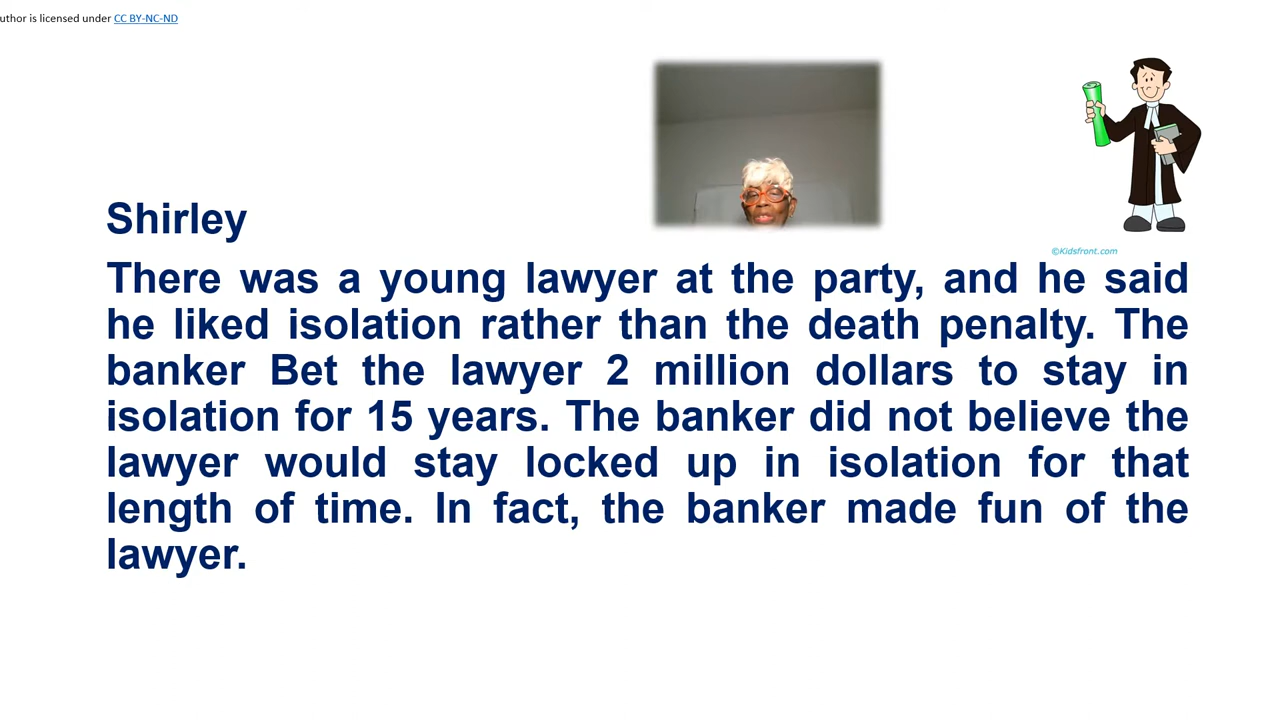 uthor is licensed under CC BY-NC-ND
©Kidsfront.com
Shirley
There was a young lawyer at the party, and he said
he liked isolation rather than the death penalty. The
banker Bet the lawyer 2 million dollars to stay in
isolation for 15 years. The banker did not believe the
lawyer would stay locked up in isolation for that
length of time. In fact, the banker made fun of the
lawyer.